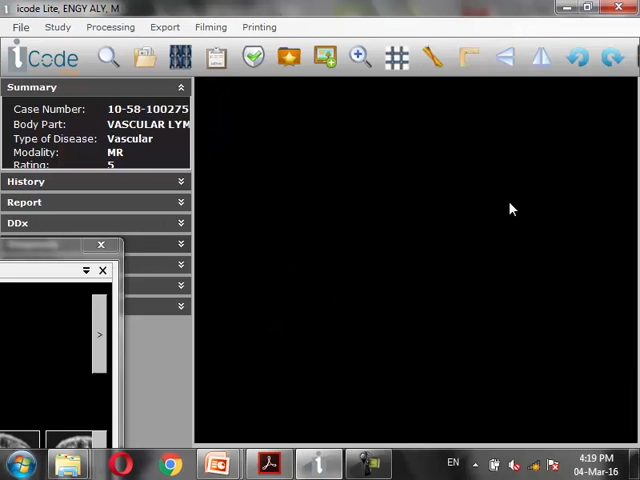 icode Lite, ENGY ALY, M
File Study Processing Export Filming Printing
iCode
Summary
Case Number: 10-58-100275
Body Part: VASCULAR LYM
Type of Disease: Vascular
Modality: MR
Rating: 5
History
Report
DDx
>
EN
4:19 PM
04-Mar-16